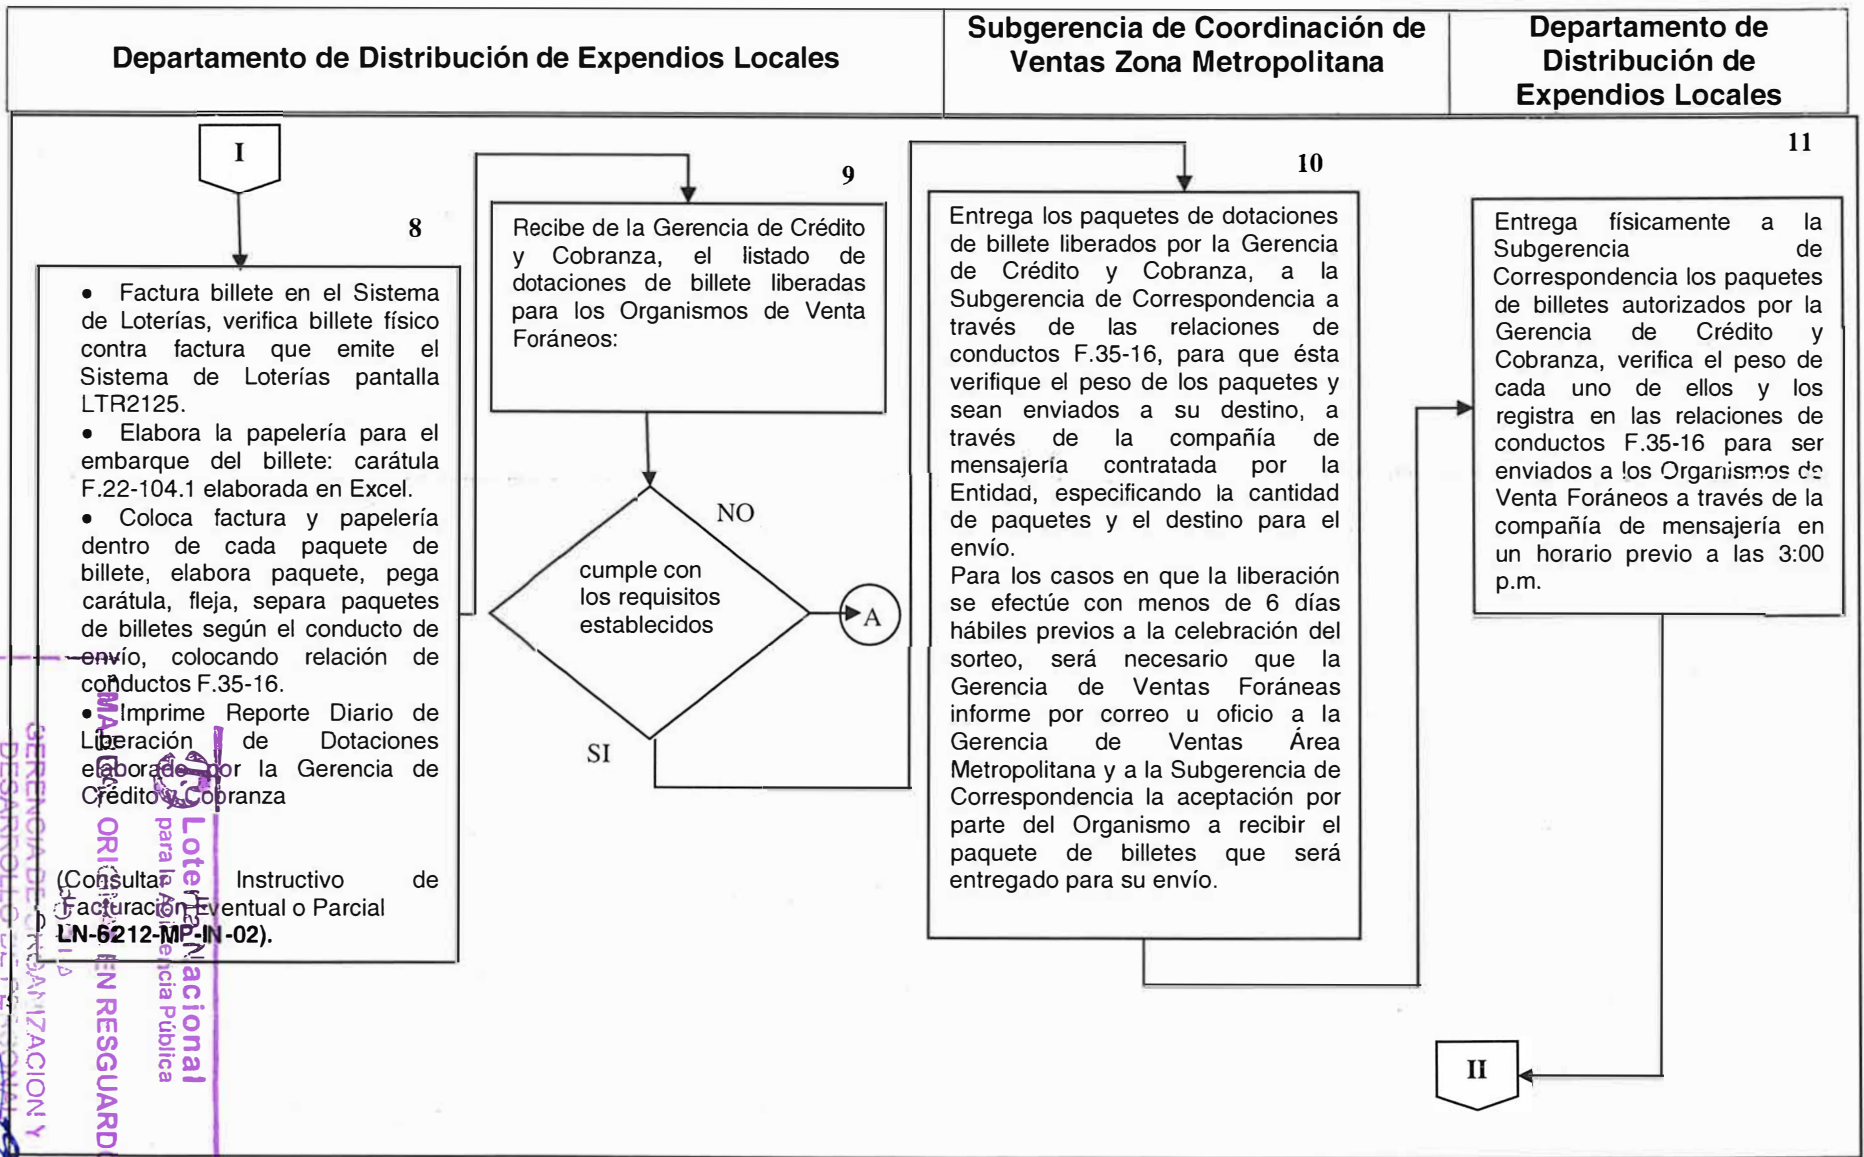 Departamento de Distribución de Expendios Locales
Subgerencia de Coordinación de
Ventas Zona Metropolitana
Departamento de
Distribución de
Expendios Locales
I
8
• Factura billete en el Sistema
de Loterías, verifica billete físico
contra factura que emite el
Sistema de Loterías pantalla
LTR2125.
• Elabora la papelería para el
embarque del billete: carátula
F.22-104.1 elaborada en Excel.
• Coloca factura y papelería
dentro de cada paquete de
billete, elabora paquete, pega
carátula, fleja, separa paquetes
de billetes según el conducto de
envío, colocando relación de
conductos F.35-16.
• Imprime Reporte Diario de
Liberación de Dotaciones
elaborado por la Gerencia de
Crédito y Cobranza
(Consultar Instructivo de
Facturación Eventual o Parcial
LN-6212-MP-IN-02).
9
Recibe de la Gerencia de Crédito
y Cobranza, el listado de
dotaciones de billete liberadas
para los Organismos de Venta
Foráneos:
NO
cumple con
los requisitos
establecidos
A
SI
10
Entrega los paquetes de dotaciones
de billete liberados por la Gerencia
de Crédito y Cobranza, a la
Subgerencia de Correspondencia a
través de las relaciones de
conductos F.35-16, para que ésta
verifique el peso de los paquetes y
sean enviados a su destino, a
través de la compañía de
mensajería contratada por la
Entidad, especificando la cantidad
de paquetes y el destino para el
envío.
Para los casos en que la liberación
se efectúe con menos de 6 días
hábiles previos a la celebración del
sorteo, será necesario que la
Gerencia de Ventas Foráneas
informe por correo u oficio a la
Gerencia de Ventas Área
Metropolitana y a la Subgerencia de
Correspondencia la aceptación por
parte del Organismo a recibir el
paquete de billetes que será
entregado para su envío.
11
Entrega físicamente a la
Subgerencia de
Correspondencia los paquetes
de billetes autorizados por la
Gerencia de Crédito y
Cobranza, verifica el peso de
cada uno de ellos y los
registra en las relaciones de
conductos F.35-16 para ser
enviados a los Organismos de
Venta Foráneos a través de la
compañía de mensajería en
un horario previo a las 3:00
p.m.
II
Lotería Nacional
para la Asistencia Pública
EN RESGUARDO
GERENCIA DE ORGANIZACION Y